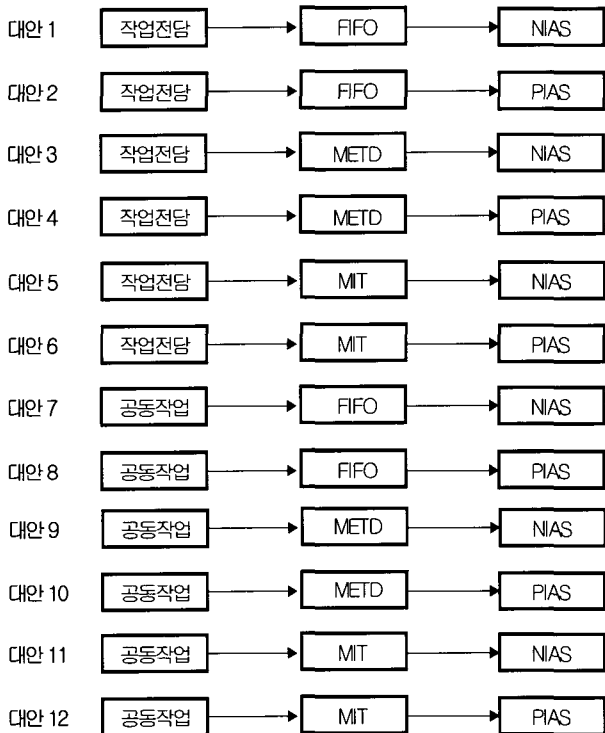 대안 1 작업전담 FIFO NIAS
대안 2 작업전담 FIFO PIAS
대안 3 작업전담 METD NIAS
대안 4 작업전담 METD PIAS
대안 5 작업전담 MIT NIAS
대안 6 작업전담 MIT PIAS
대안 7 공동작업 FIFO NIAS
대안 8 공동작업 FIFO PIAS
대안 9 공동작업 METD NIAS
대안 10 공동작업 METD PIAS
대안 11 공동작업 MIT NIAS
대안 12 공동작업 MIT PIAS